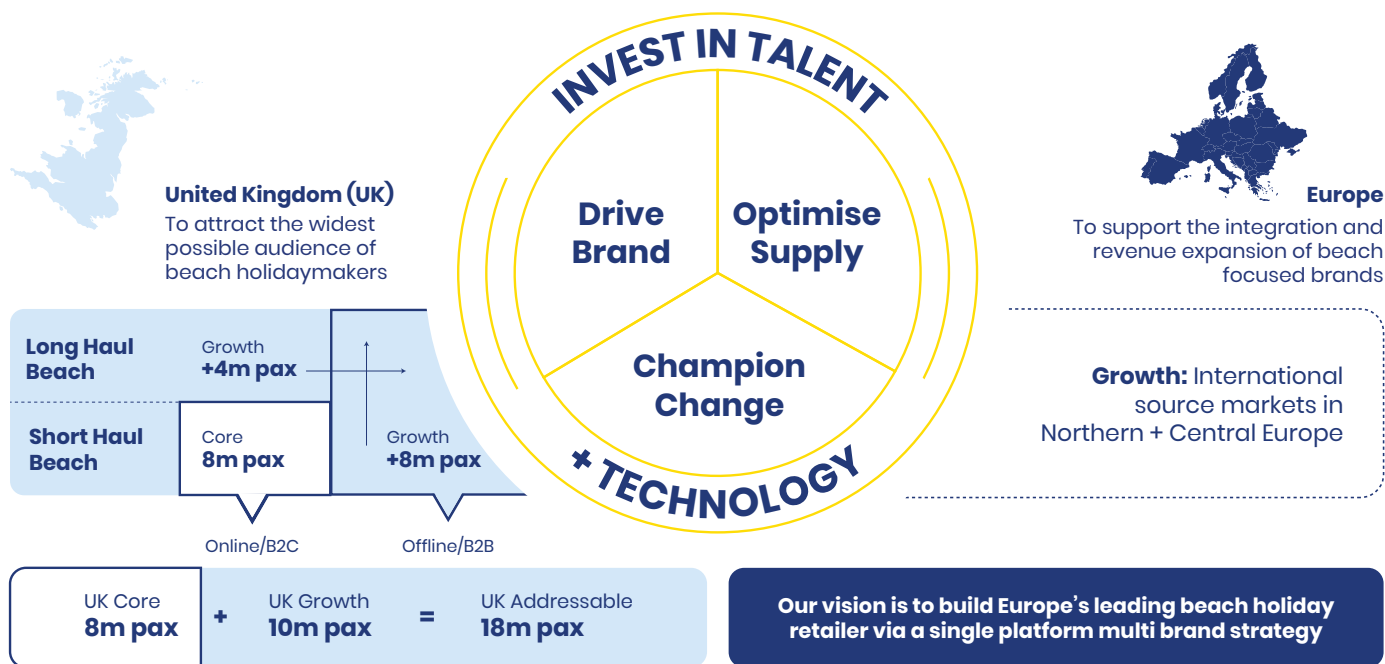 INVEST IN TALENT
+ TECHNOLOGY
Drive
Brand
Optimise
Supply
Champion
Change
United Kingdom (UK)
To attract the widest
possible audience of
beach holidaymakers
Long Haul
Beach
Growth
+4m pax
Short Haul
Beach
Core
8m pax
Growth
+8m pax
Online/B2C
Offline/B2B
Europe
To support the integration and
revenue expansion of beach
focused brands
Growth: International
source markets in
Northern + Central Europe
UK Core
8m pax
+
UK Growth
10m pax
=
UK Addressable
18m pax
Our vision is to build Europe’s leading beach holiday
retailer via a single platform multi brand strategy